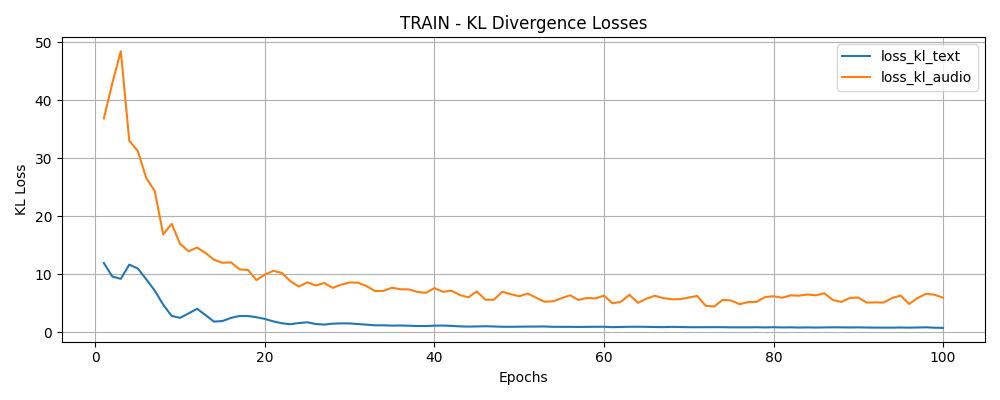 TRAIN - KL Divergence Losses
50
40
30
20
10
0
KL Loss
loss_kl_text
loss_kl_audio
0 20 40 60 80 100
Epochs